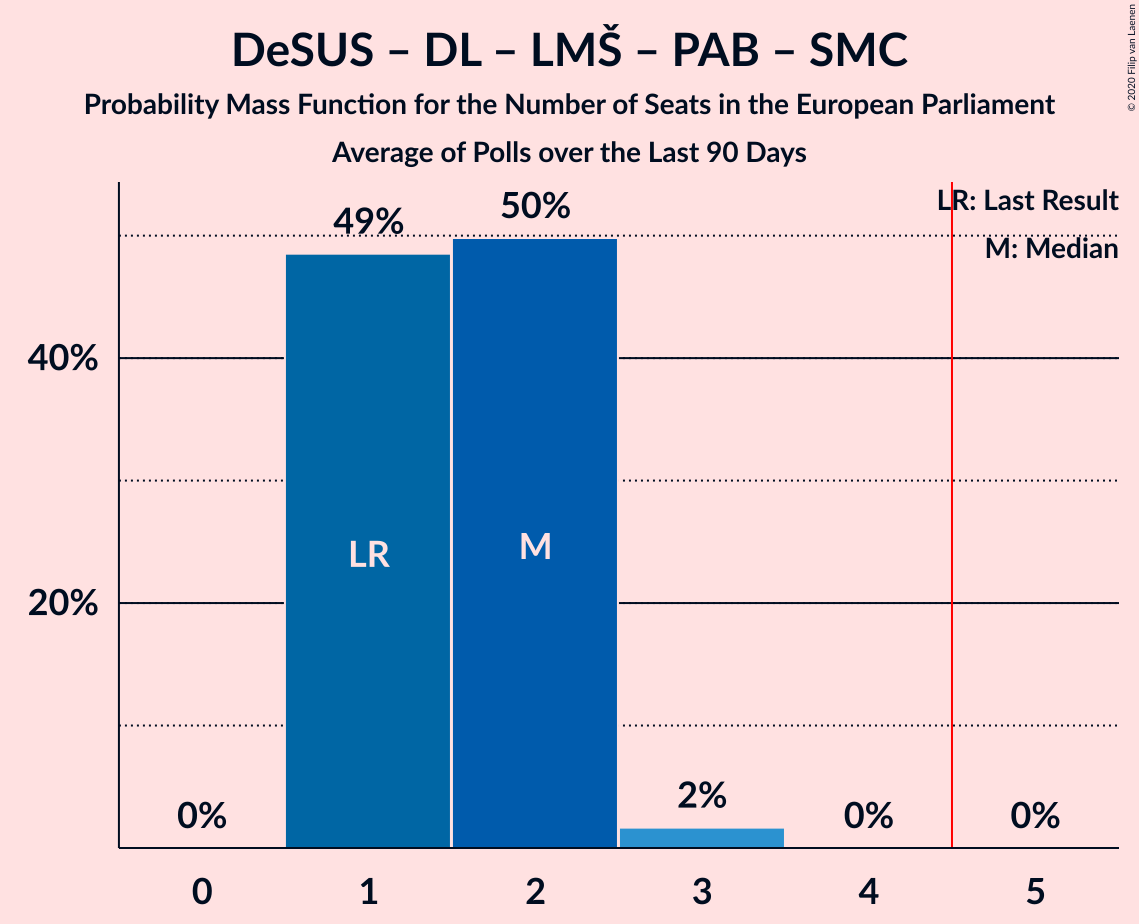 DeSUS – DL – LMŠ – PAB – SMC
Probability Mass Function for the Number of Seats in the European Parliament
Average of Polls over the Last 90 Days
© 2020 Filip van Laenen
LR: Last Result
M: Median
49%
50%
40%
20%
LR
M
0%
2%
0%
0%
0
1
2
3
4
5